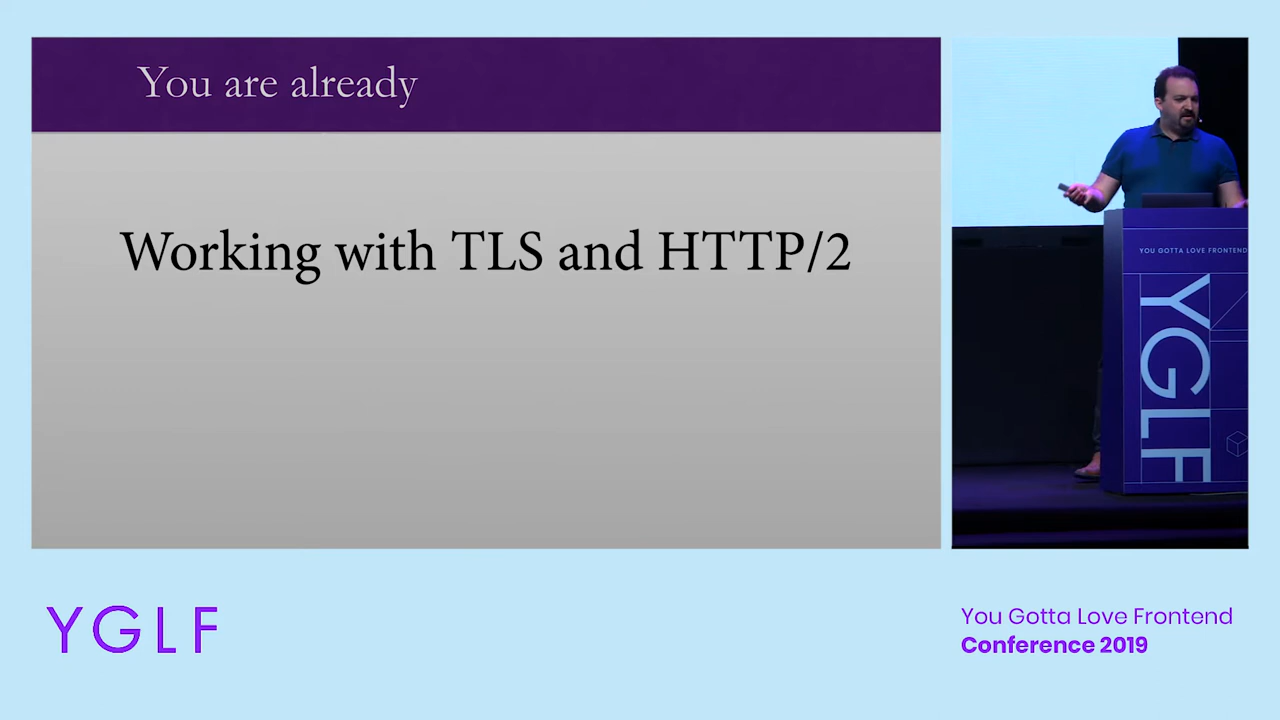 You are already
Working with TLS and HTTP/2
YOU GOTTA LOVE FRONTEND
YGLF
YGLF
You Gotta Love Frontend
Conference 2019